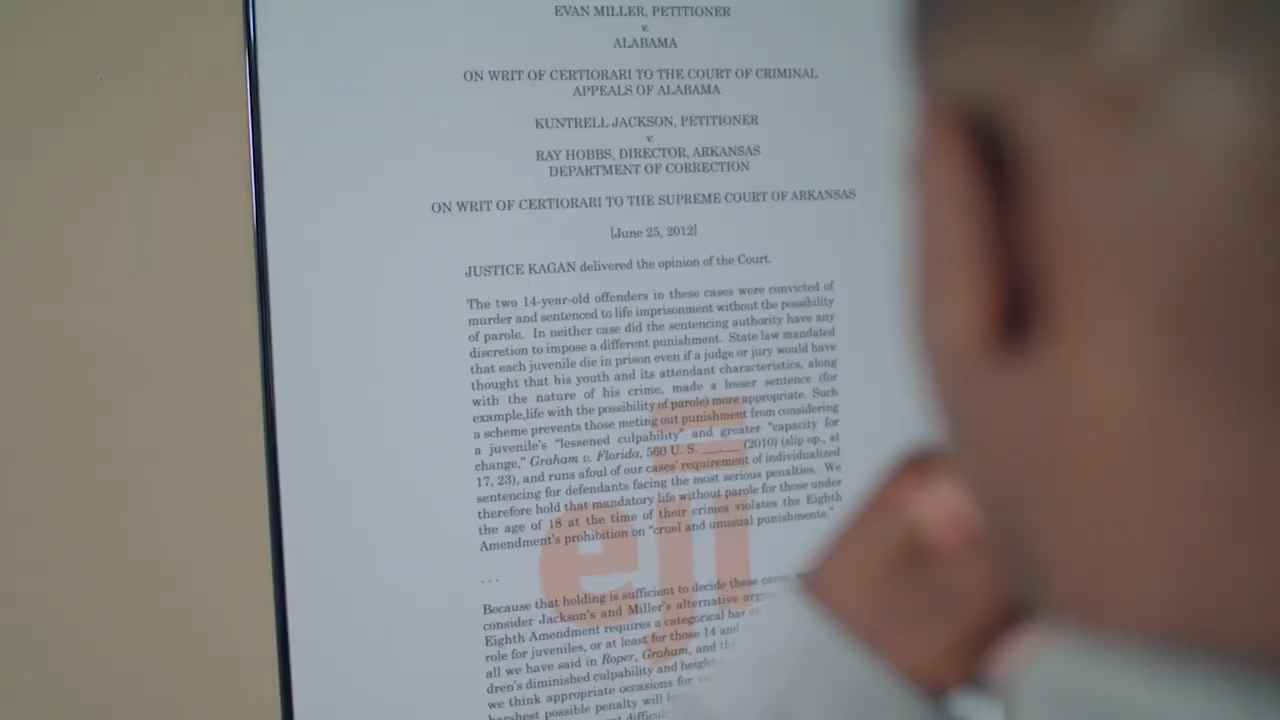 EVAN MILLER, PETITIONER
v.
ALABAMA
ON WRIT OF CERTIORARI TO THE COURT OF CRIMINAL
APPEALS OF ALABAMA
KUNTRELL JACKSON, PETITIONER
v.
RAY HOBBS, DIRECTOR, ARKANSAS
DEPARTMENT OF CORRECTION
ON WRIT OF CERTIORARI TO THE SUPREME COURT OF ARKANSAS
[June 25, 2012]
JUSTICE KAGAN delivered the opinion of the Court.
The two 14-year-old offenders in these cases were convicted of
murder and sentenced to life imprisonment without the possibility
of parole. In neither case did the sentencing authority have any
discretion to impose a different punishment. State law mandated
that each juvenile die in prison even if a judge or jury would have
thought that his youth and its attendant characteristics, along
with the nature of his crime, made a lesser sentence (for
example,life with the possibility of parole) more appropriate. Such
a scheme prevents those meting out punishment from considering
a juvenile's "lessened culpability" and greater "capacity for
change," Graham v. Florida, 560 U. S. ______ (2010) (slip op., at
17, 23), and runs afoul of our cases' requirement of individualized
sentencing for defendants facing the most serious penalties. We
therefore hold that mandatory life without parole for those under
the age of 18 at the time of their crimes violates the Eighth
Amendment's prohibition on "cruel and unusual punishments."
. . .
Because that holding is sufficient to decide these
consider Jackson's and Miller's alternative
Eighth Amendment requires a categorical bar
role for juveniles, or at least for those 14 and
all we have said in Roper, Graham, and
dren's diminished culpability and
we think appropriate occasions for
harshest possible penalty will
eji